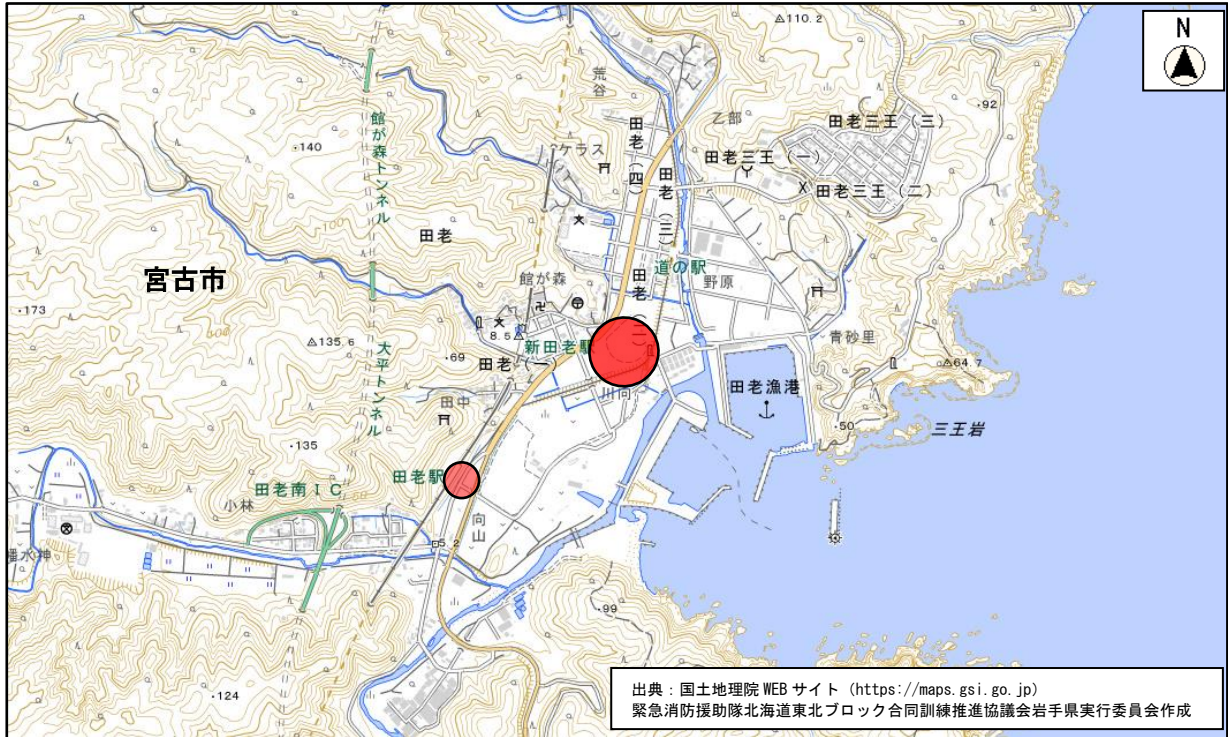 110.2
N
荒谷
乙部
・92
館が森トンネル
田老三王（三）
・140
ケラス
田老（四）
田老三王（一）
田老（三）
田老三王（二）
田老
道の駅
宮古市
館が森
田老（二）
野原
・173
8.5
135.6
新田老駅
青砂里
・69
田老（一）
64.7
大平トンネル
川向
田老漁港
田中
・50
三王岩
・135
田老駅
田老南ＩＣ
小林
向山
5.2
水神
・99
・124
出典：国土地理院 WEB サイト（https://maps.gsi.go.jp）
緊急消防援助隊北海道東北ブロック合同訓練推進協議会岩手県実行委員会作成